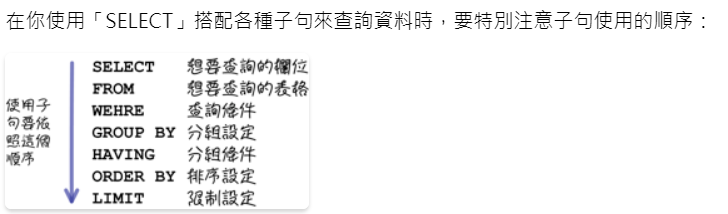 在你使用「SELECT」搭配各種子句來查詢資料時，要特別注意子句使用的順序：
使用子
句要依
照這個
順序
SELECT 想要查詢的欄位
FROM 想要查詢的表格
WEHRE 查詢條件
GROUP BY 分組設定
HAVING 分組條件
ORDER BY 排序設定
LIMIT 限制設定